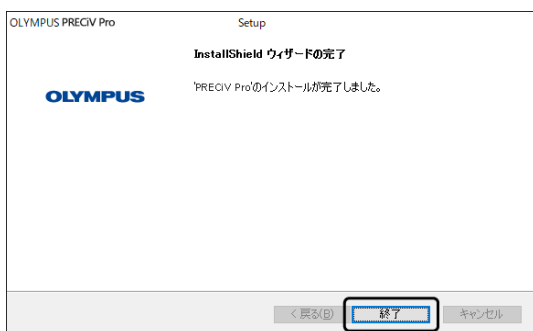 OLYMPUS PRECiV Pro Setup
InstallShield ウィザードの完了
OLYMPUS
'PRECiV Pro'のインストールが完了しました。
< 戻る(B) 終了 キャンセル